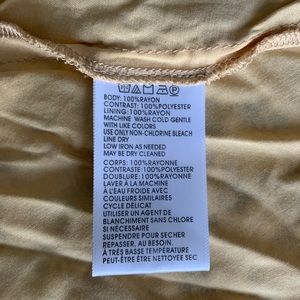 BODY: 100%RAYON
CONTRAST: 100%POLYESTER
LINING: 100%RAYON
MACHINE WASH COLD GENTLE
WITH LIKE COLORS
USE ONLY NON-CHLORINE BLEACH
LINE DRY
LOW IRON AS NEEDED
MAY BE DRY CLEANED
CORPS: 100%RAYONNE
CONTRASTE: 100%POLYESTER
DOUBLURE: 100%RAYONNE
LAVER À LA MACHINE
À L'EAU FROIDE AVEC
COULEURS SIMILAIRES
CYCLE DÉLICAT
UTILISER UN AGENT DE
BLANCHIMENT SANS CHLORE
SI NÉCESSAIRE
SUSPENDRE POUR SÉCHER
REPASSER, AU BESOIN,
À TRÈS BASSE TEMPÉRATURE
PEUT-ÊTRE ÊTRE NETTOYÉE SEC